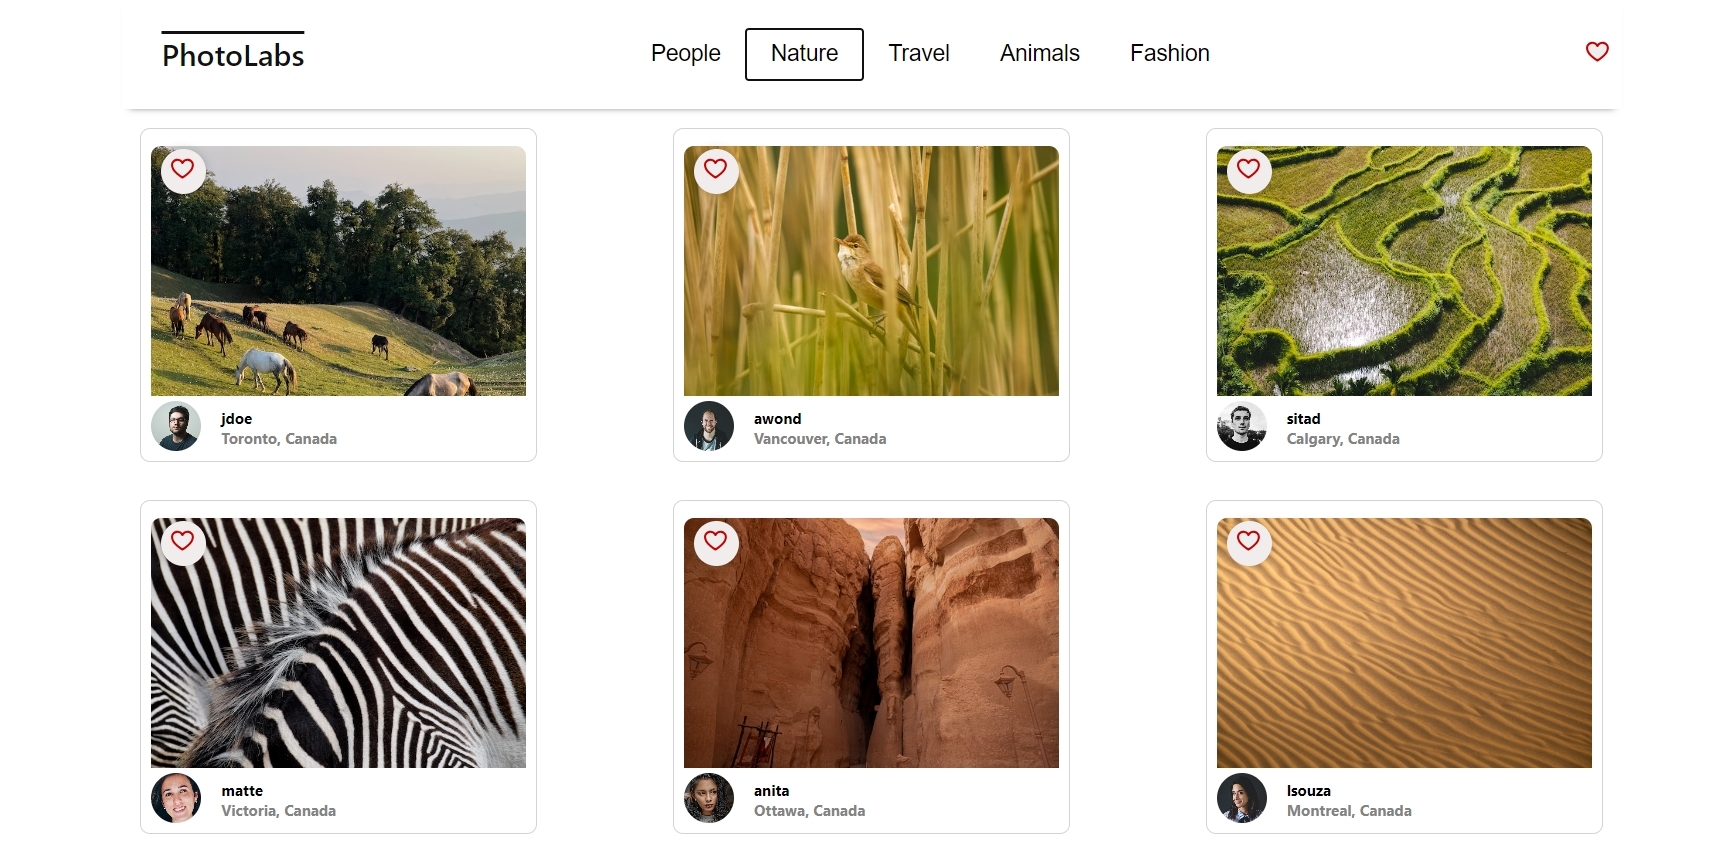 PhotoLabs
People
Nature
Travel
Animals
Fashion
jdoe
Toronto, Canada
awond
Vancouver, Canada
sitad
Calgary, Canada
matte
Victoria, Canada
anita
Ottawa, Canada
lsouza
Montreal, Canada